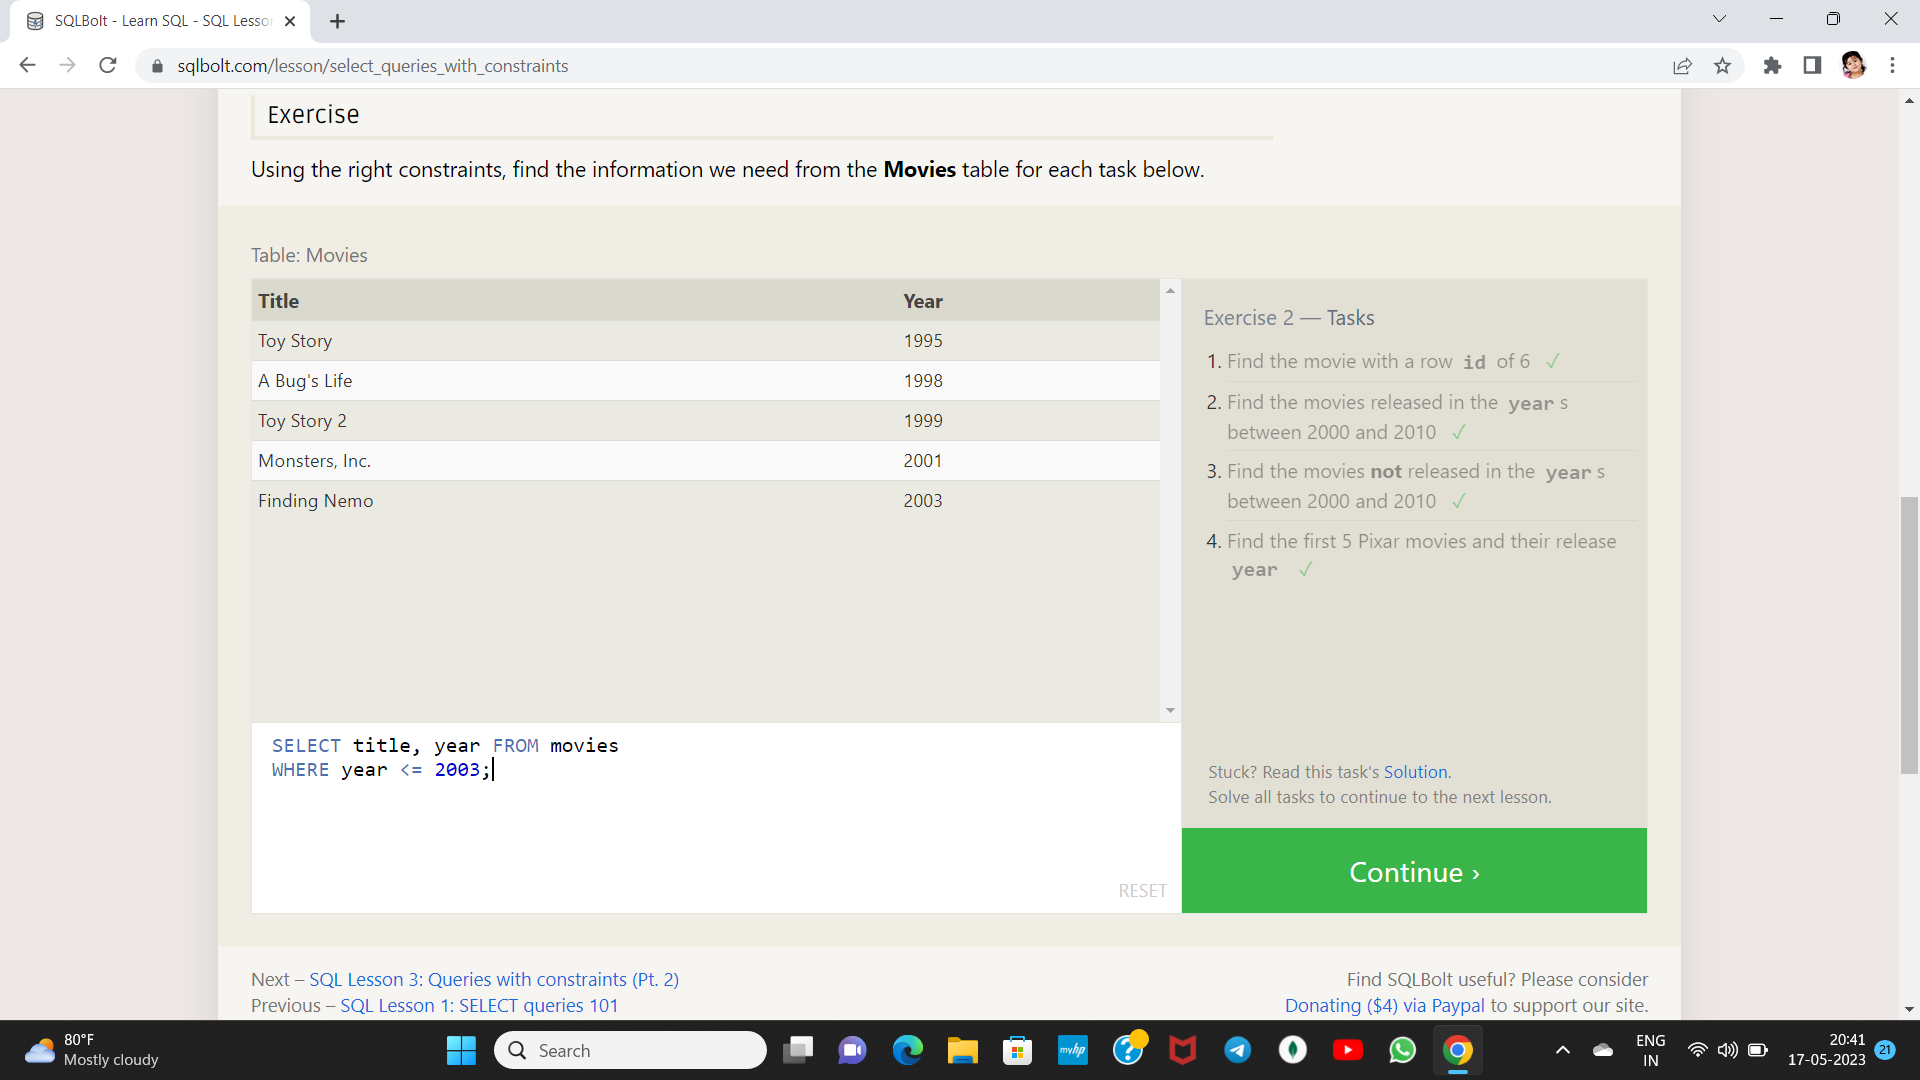 SQLBolt - Learn SQL - SQL Lesso
sqlbolt.com/lesson/select_queries_with_constraints
Exercise
Using the right constraints, find the information we need from the Movies table for each task below.
Table: Movies
Title Year
Toy Story 1995
A Bug's Life 1998
Toy Story 2 1999
Monsters, Inc. 2001
Finding Nemo 2003
SELECT title, year FROM movies
WHERE year <= 2003;
RESET
Exercise 2 — Tasks
1. Find the movie with a row id of 6 ✓
2. Find the movies released in the year s
between 2000 and 2010 ✓
3. Find the movies not released in the year s
between 2000 and 2010 ✓
4. Find the first 5 Pixar movies and their release
year ✓
Stuck? Read this task's Solution.
Solve all tasks to continue to the next lesson.
Continue ›
Next – SQL Lesson 3: Queries with constraints (Pt. 2)
Previous – SQL Lesson 1: SELECT queries 101
Find SQLBolt useful? Please consider
Donating ($4) via Paypal to support our site.
80°F
Mostly cloudy
Search
myhp
ENG
IN
20:41
17-05-2023
21